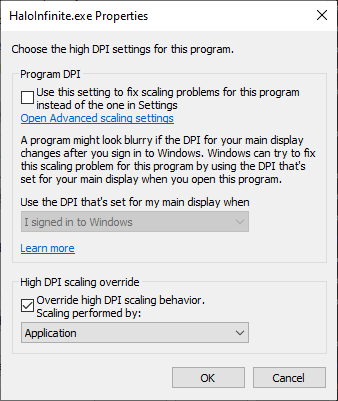 HaloInfinite.exe Properties
Choose the high DPI settings for this program.
Program DPI
Use this setting to fix scaling problems for this program
instead of the one in Settings
Open Advanced scaling settings
A program might look blurry if the DPI for your main display
changes after you sign in to Windows. Windows can try to fix
this scaling problem for this program by using the DPI that's
set for your main display when you open this program.
Use the DPI that's set for my main display when
I signed in to Windows
Learn more
High DPI scaling override
Override high DPI scaling behavior.
Scaling performed by:
Application
OK
Cancel